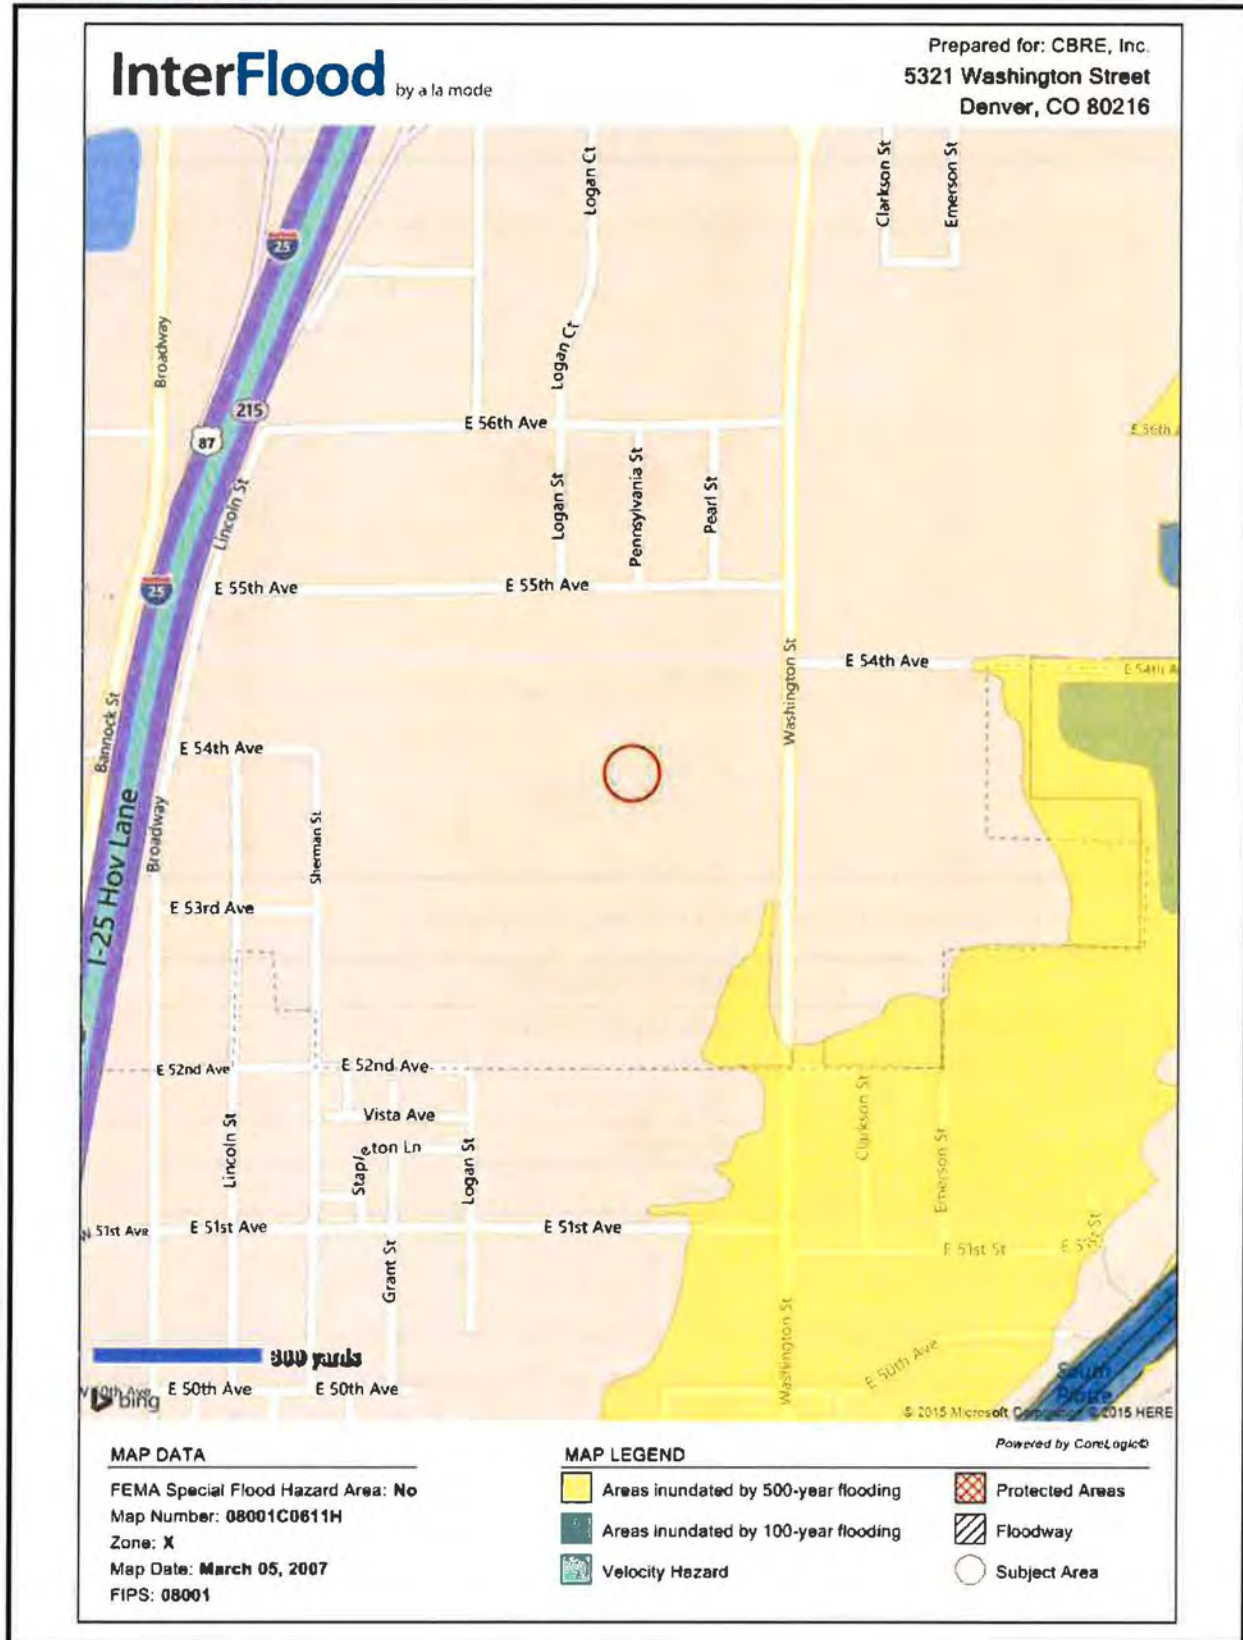 InterFlood by a la mode
Prepared for: CBRE, Inc.
5321 Washington Street
Denver, CO 80216
Logan Ct
Clarkson St
Emerson St
25
Broadway
Logan Ct
215
87
E 56th Ave
E 56th
Lincoln St
Logan St
Pennsylvania St
Pearl St
25
E 55th Ave
E 55th Ave
Washington St
E 54th Ave
E 54th A
Bannock St
E 54th Ave
I-25 Hov Lane
Broadway
Sherman St
E 53rd Ave
E 52nd Ave
E 52nd Ave
Vista Ave
Stapleton Ln
Lincoln St
Logan St
Clarkson St
Emerson St
N 51st Ave
E 51st Ave
E 51st Ave
E 51st St
E 51st St
Grant St
Washington St
300 yards
E 50th Ave
E 50th Ave
E 50th Ave
bing
South
Platte
© 2015 Microsoft Corporation © 2015 HERE
Powered by CoreLogic©
MAP DATA
FEMA Special Flood Hazard Area: No
Map Number: 08001C0611H
Zone: X
Map Date: March 05, 2007
FIPS: 08001
MAP LEGEND
Areas inundated by 500-year flooding
Areas inundated by 100-year flooding
Velocity Hazard
Protected Areas
Floodway
Subject Area